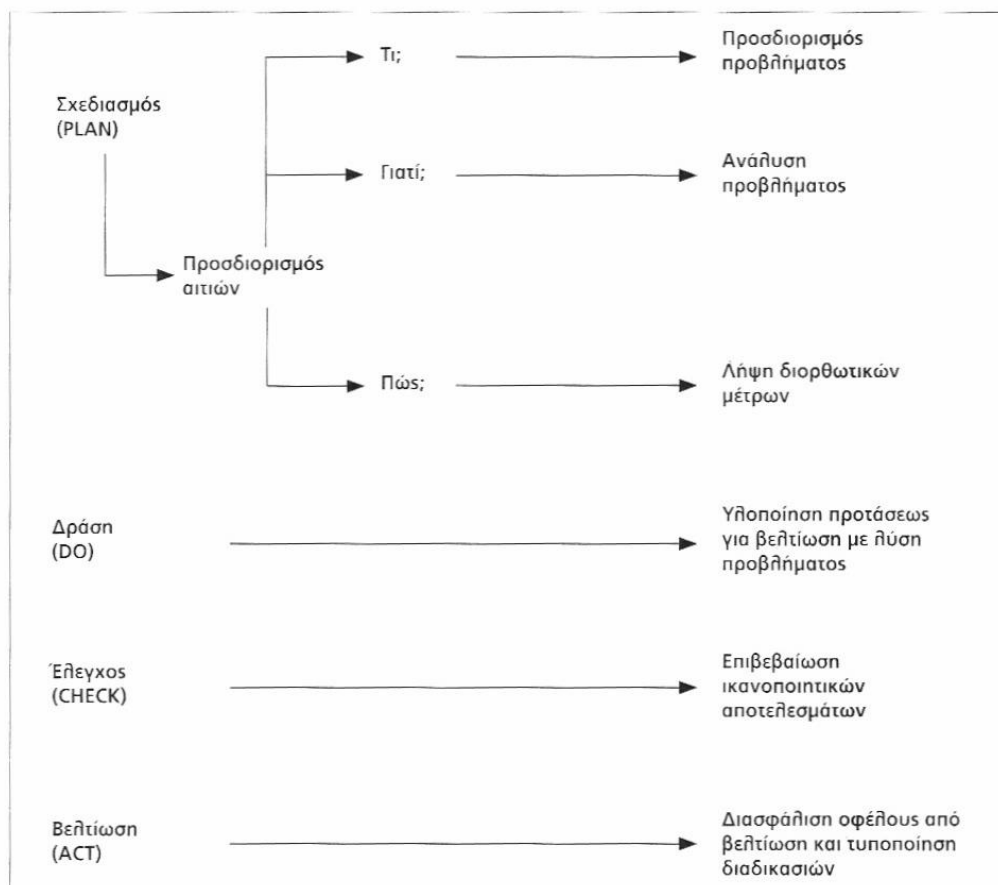 Τι;
Προσδιορισμός
προβλήματος
Σχεδιασμός
(PLAN)
Γιατί;
Ανάλυση
προβλήματος
Προσδιορισμός
αιτιών
Πώς;
Λήψη διορθωτικών
μέτρων
Δράση
(DO)
Υλοποίηση προτάσεως
για βελτίωση με λύση
προβλήματος
Έλεγχος
(CHECK)
Επιβεβαίωση
ικανοποιητικών
αποτελεσμάτων
Βελτίωση
(ACT)
Διασφάλιση οφέλους από
βελτίωση και τυποποίηση
διαδικασιών